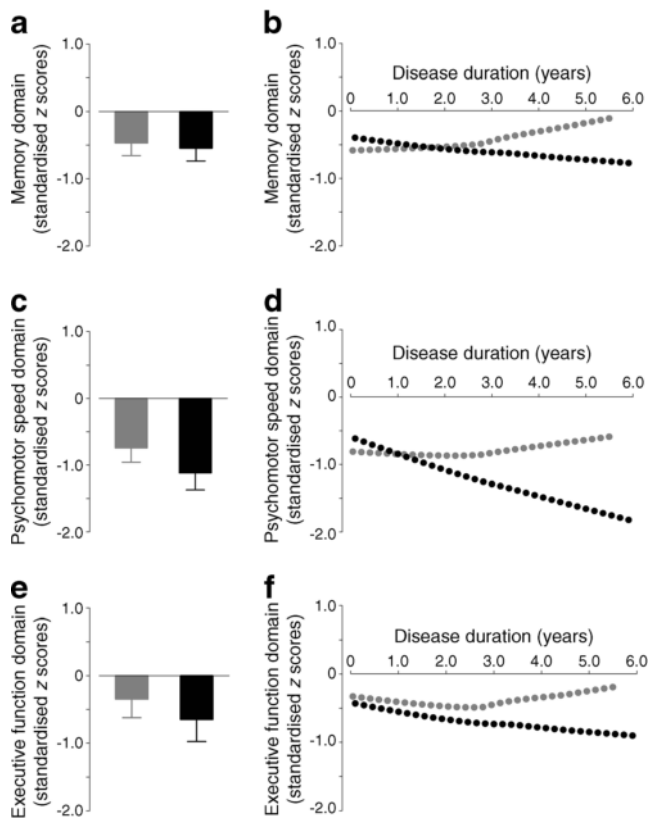 a
1.0
0
-1.0
-2.0
Memory domain
(standardised z scores)
b
1.0
0
-1.0
-2.0
Memory domain
(standardised z scores)
Disease duration (years)
0 1.0 2.0 3.0 4.0 5.0 6.0
c
1.0
0
-1.0
-2.0
Psychomotor speed domain
(standardised z scores)
d
1.0
0
-1.0
-2.0
Psychomotor speed domain
(standardised z scores)
Disease duration (years)
0 1.0 2.0 3.0 4.0 5.0 6.0
e
1.0
0
-1.0
-2.0
Executive function domain
(standardised z scores)
f
1.0
0
-1.0
-2.0
Executive function domain
(standardised z scores)
Disease duration (years)
0 1.0 2.0 3.0 4.0 5.0 6.0